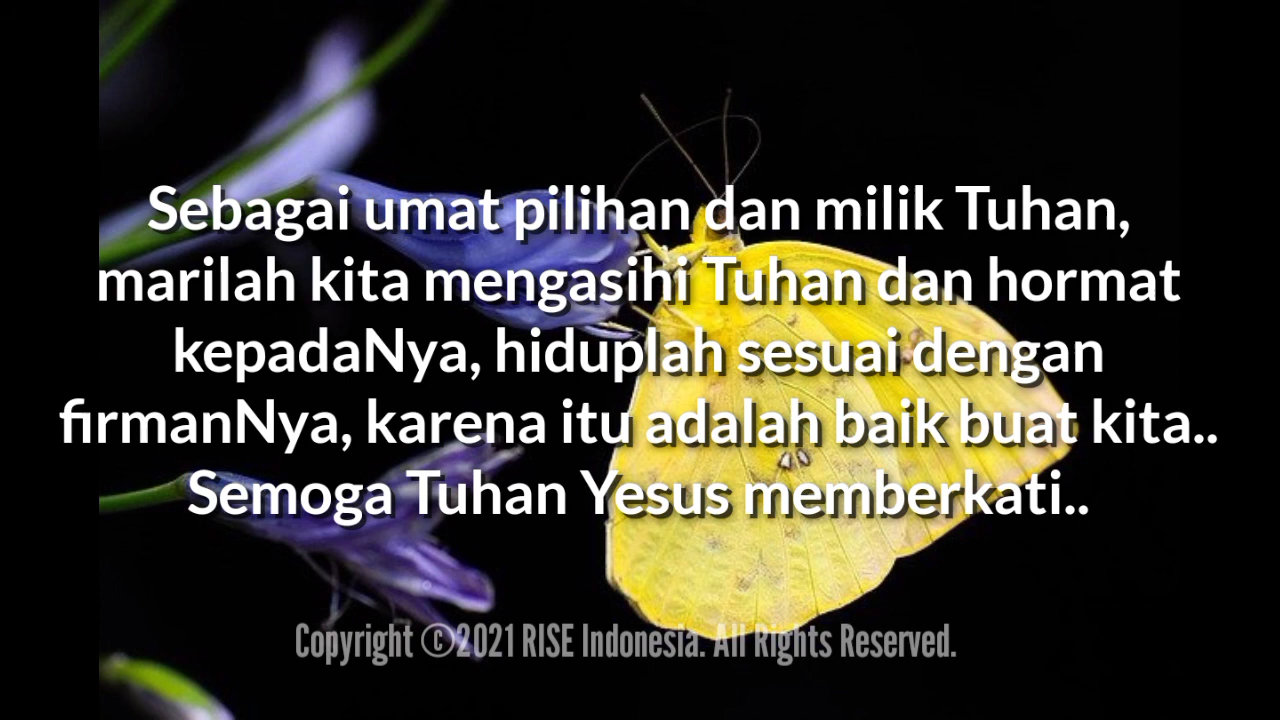 Sebagai umat pilihan dan milik Tuhan,
marilah kita mengasihi Tuhan dan hormat
kepadaNya, hiduplah sesuai dengan
firmanNya, karena itu adalah baik buat kita..
Semoga Tuhan Yesus memberkati..
Copyright ©2021 RISE Indonesia. All Rights Reserved.